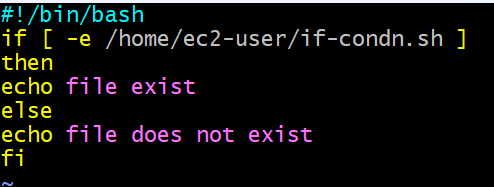 #!/bin/bash
if [ -e /home/ec2-user/if-condn.sh ]
then
echo file exist
else
echo file does not exist
fi
~